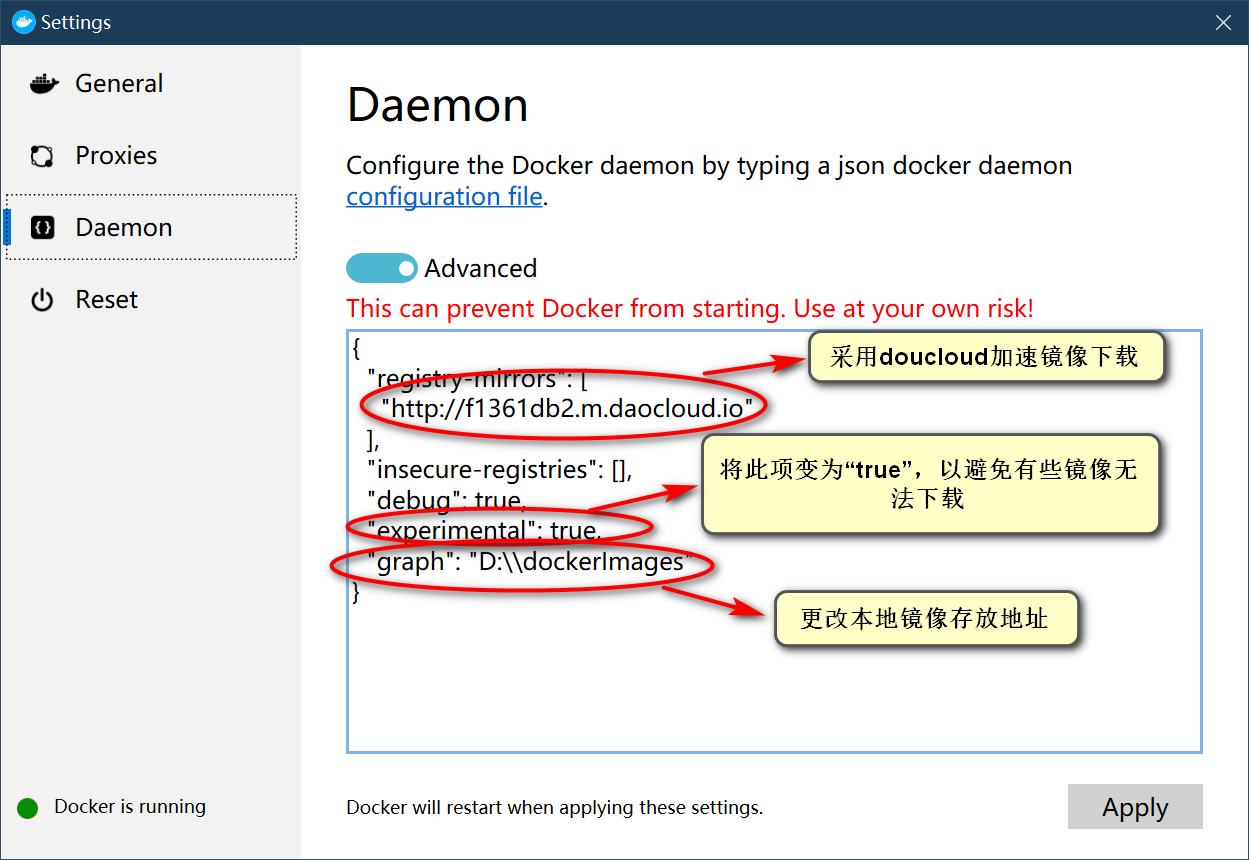 Settings
General
Proxies
Daemon
Reset
Docker is running
Daemon
Configure the Docker daemon by typing a json docker daemon
configuration file.
Advanced
This can prevent Docker from starting. Use at your own risk!
{
"registry-mirrors": [
"http://f1361db2.m.daocloud.io"
],
"insecure-registries": [],
"debug": true,
"experimental": true,
"graph": "D:\\dockerImages"
}
采用doucloud加速镜像下载
将此项变为“true”，以避免有些镜像无
法下载
更改本地镜像存放地址
Docker will restart when applying these settings.
Apply